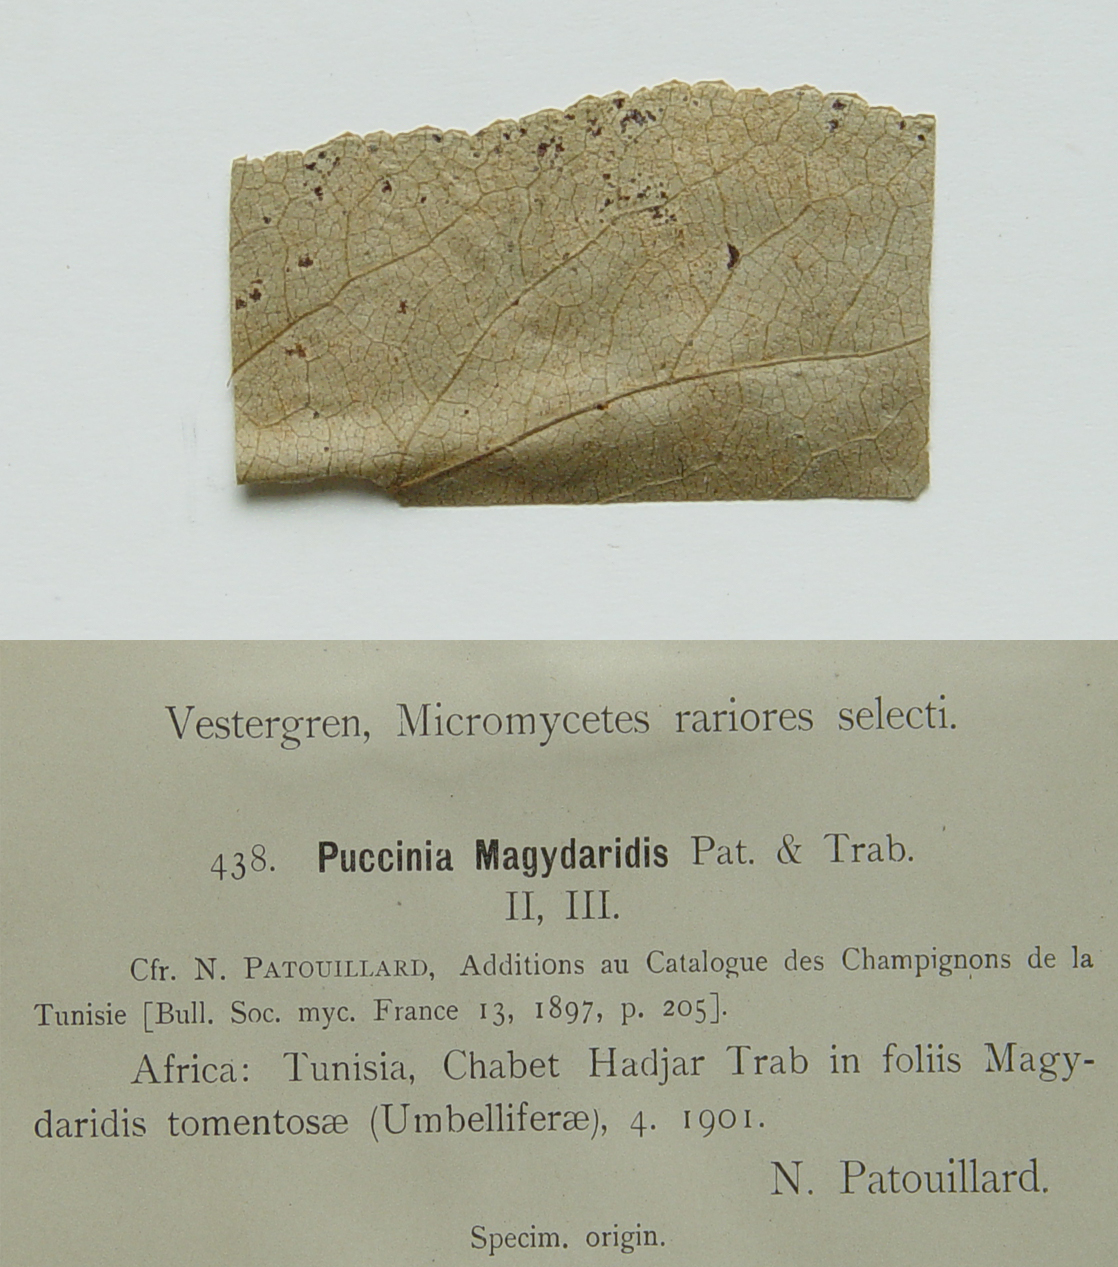 Vestergren, Micromycetes rariores selecti.
438. Puccinia Magydaridis Pat. & Trab.
II, III.
Cfr. N. PATOUILLARD, Additions au Catalogue des Champignons de la
Tunisie [Bull. Soc. myc. France 13, 1897, p. 205].
Africa: Tunisia, Chabet Hadjar Trab in foliis Magy-
daridis tomentosæ (Umbelliferæ), 4. 1901.
N. Patouillard.
Specim. origin.